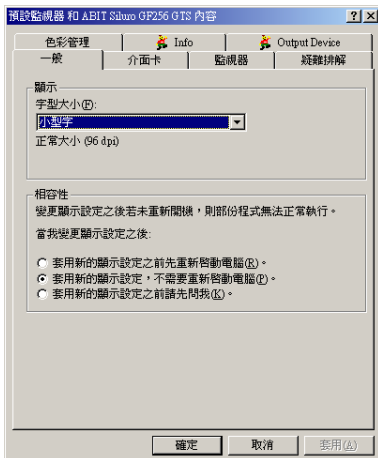 預設監視器 和 ABIT Siluro GF256 GTS 內容
色彩管理 Info Output Device
一般 介面卡 監視器 疑難排解
顯示
字型大小(F):
小型字
正常大小 (96 dpi)
相容性
變更顯示設定之後若未重新開機，則部份程式無法正常執行。
當我變更顯示設定之後:
套用新的顯示設定之前先重新啟動電腦(R)。
套用新的顯示設定，不需要重新啟動電腦(P)。
套用新的顯示設定之前請先問我(K)。
確定 取消 套用(A)